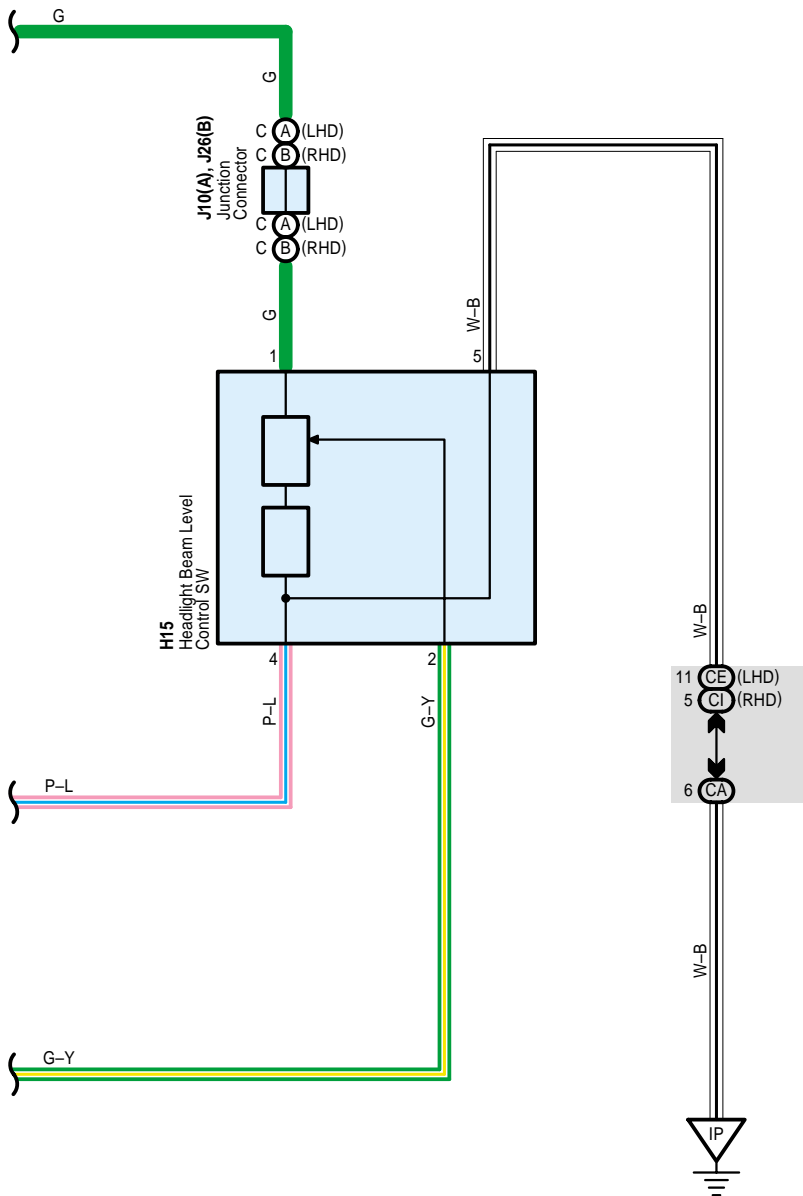 G
G
C A (LHD)
C B (RHD)
J10(A), J26(B)
Junction
Connector
C A (LHD)
C B (RHD)
G
W–B
1
5
H15
Headlight Beam Level
Control SW
4
2
P–L
G–Y
W–B
11 CE (LHD)
5 CI (RHD)
6 CA
P–L
W–B
G–Y
IP